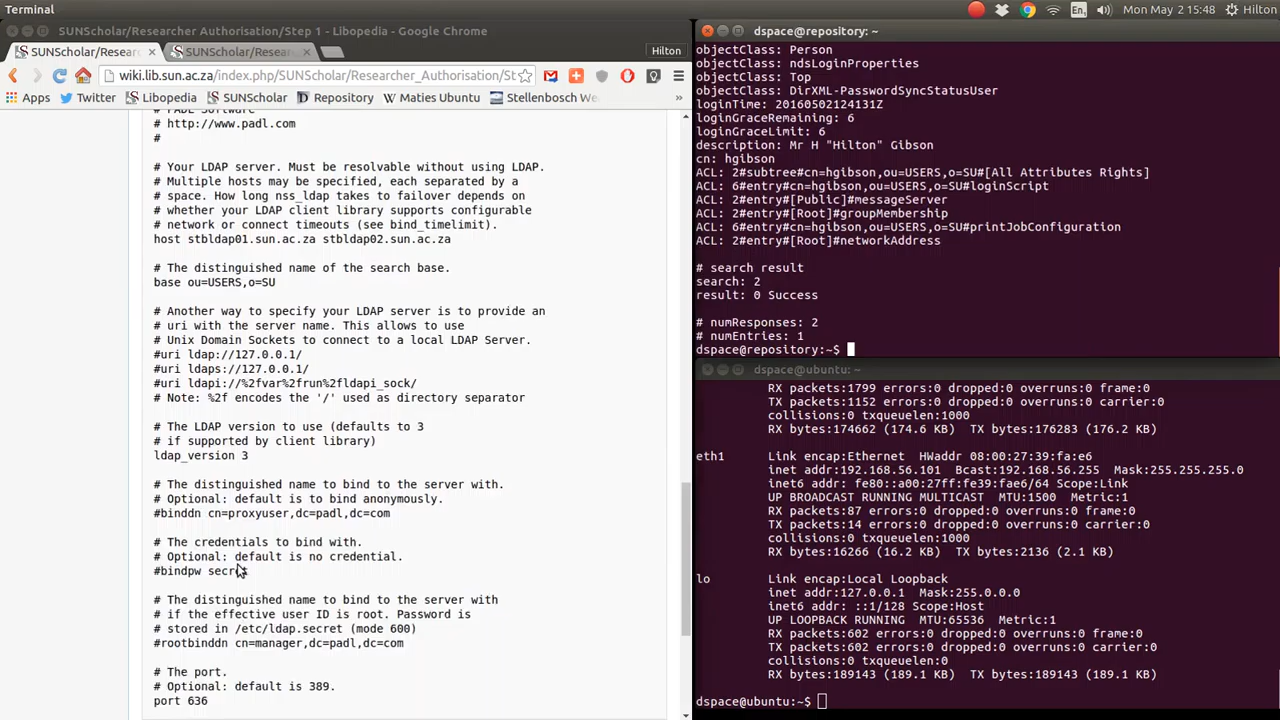 Terminal
En
Mon May 2 15:48
Hilton
SUNScholar/Researcher Authorisation/Step 1 - Libopedia - Google Chrome
SUNScholar/Resear
SUNScholar/Resear
Hilton
wiki.lib.sun.ac.za/index.php/SUNScholar/Researcher_Authorisation/St
Apps
Twitter
Libopedia
SUNScholar
Repository
Maties Ubuntu
Stellenbosch We
»
# http://www.padl.com
#
# Your LDAP server. Must be resolvable without using LDAP.
# Multiple hosts may be specified, each separated by a
# space. How long nss_ldap takes to failover depends on
# whether your LDAP client library supports configurable
# network or connect timeouts (see bind_timelimit).
host stbldap01.sun.ac.za stbldap02.sun.ac.za
# The distinguished name of the search base.
base ou=USERS,o=SU
# Another way to specify your LDAP server is to provide an
# uri with the server name. This allows to use
# Unix Domain Sockets to connect to a local LDAP Server.
#uri ldap://127.0.0.1/
#uri ldaps://127.0.0.1/
#uri ldapi://%2fvar%2frun%2fldapi_sock/
# Note: %2f encodes the '/' used as directory separator
# The LDAP version to use (defaults to 3
# if supported by client library)
ldap_version 3
# The distinguished name to bind to the server with.
# Optional: default is to bind anonymously.
#binddn cn=proxyuser,dc=padl,dc=com
# The credentials to bind with.
# Optional: default is no credential.
#bindpw secret
# The distinguished name to bind to the server with
# if the effective user ID is root. Password is
# stored in /etc/ldap.secret (mode 600)
#rootbinddn cn=manager,dc=padl,dc=com
# The port.
# Optional: default is 389.
port 636
dspace@repository: ~
objectClass: Person
objectClass: ndsLoginProperties
objectClass: Top
objectClass: DirXML-PasswordSyncStatusUser
loginTime: 20160502124131Z
loginGraceRemaining: 6
loginGraceLimit: 6
description: Mr H "Hilton" Gibson
cn: hgibson
ACL: 2#subtree#cn=hgibson,ou=USERS,o=SU#[All Attributes Rights]
ACL: 6#entry#cn=hgibson,ou=USERS,o=SU#loginScript
ACL: 2#entry#[Public]#messageServer
ACL: 2#entry#[Root]#groupMembership
ACL: 6#entry#cn=hgibson,ou=USERS,o=SU#printJobConfiguration
ACL: 2#entry#[Root]#networkAddress
# search result
search: 2
result: 0 Success
# numResponses: 2
# numEntries: 1
dspace@repository:~$
dspace@ubuntu: ~
RX packets:1799 errors:0 dropped:0 overruns:0 frame:0
TX packets:1152 errors:0 dropped:0 overruns:0 carrier:0
collisions:0 txqueuelen:1000
RX bytes:174662 (174.6 KB)  TX bytes:176283 (176.2 KB)
eth1 Link encap:Ethernet  HWaddr 08:00:27:39:fa:e6
inet addr:192.168.56.101  Bcast:192.168.56.255  Mask:255.255.255.0
inet6 addr: fe80::a00:27ff:fe39:fae6/64 Scope:Link
UP BROADCAST RUNNING MULTICAST  MTU:1500  Metric:1
RX packets:87 errors:0 dropped:0 overruns:0 frame:0
TX packets:14 errors:0 dropped:0 overruns:0 carrier:0
collisions:0 txqueuelen:1000
RX bytes:16266 (16.2 KB)  TX bytes:2136 (2.1 KB)
lo Link encap:Local Loopback
inet addr:127.0.0.1  Mask:255.0.0.0
inet6 addr: ::1/128 Scope:Host
UP LOOPBACK RUNNING  MTU:65536  Metric:1
RX packets:602 errors:0 dropped:0 overruns:0 frame:0
TX packets:602 errors:0 dropped:0 overruns:0 carrier:0
collisions:0 txqueuelen:0
RX bytes:189143 (189.1 KB)  TX bytes:189143 (189.1 KB)
dspace@ubuntu:~$